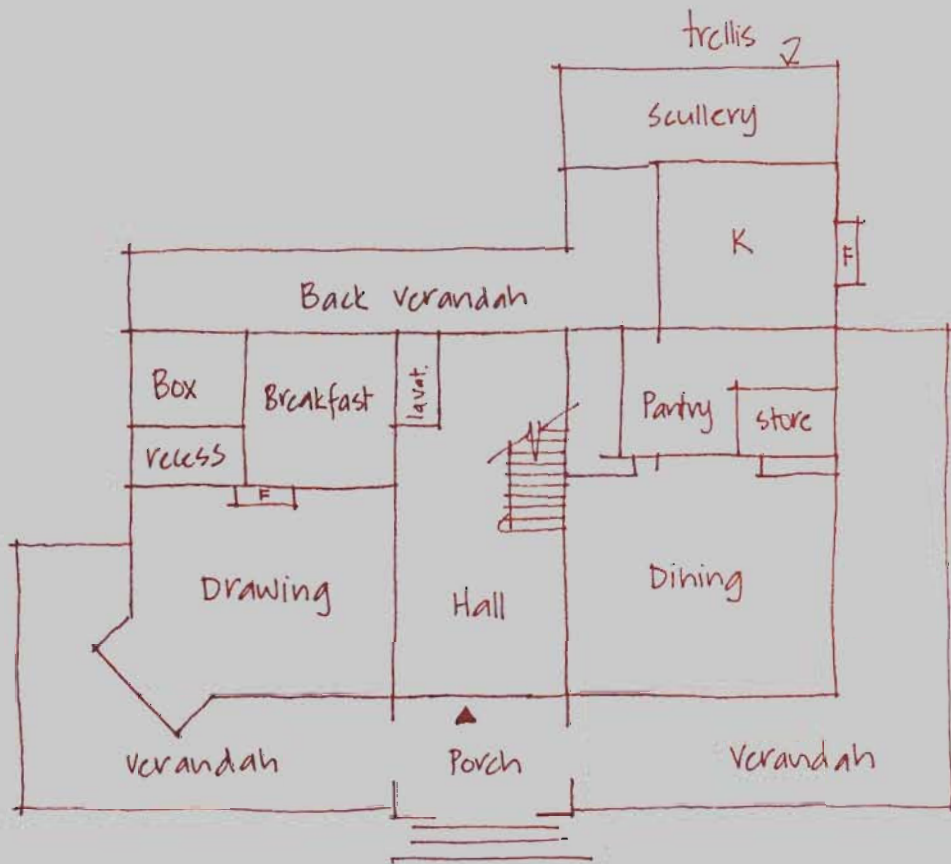 trellis
scullery
K
F
Back verandah
Box
Breakfast
lavat.
Pantry
store
recess
F
Drawing
Hall
Dining
verandah
Porch
verandah